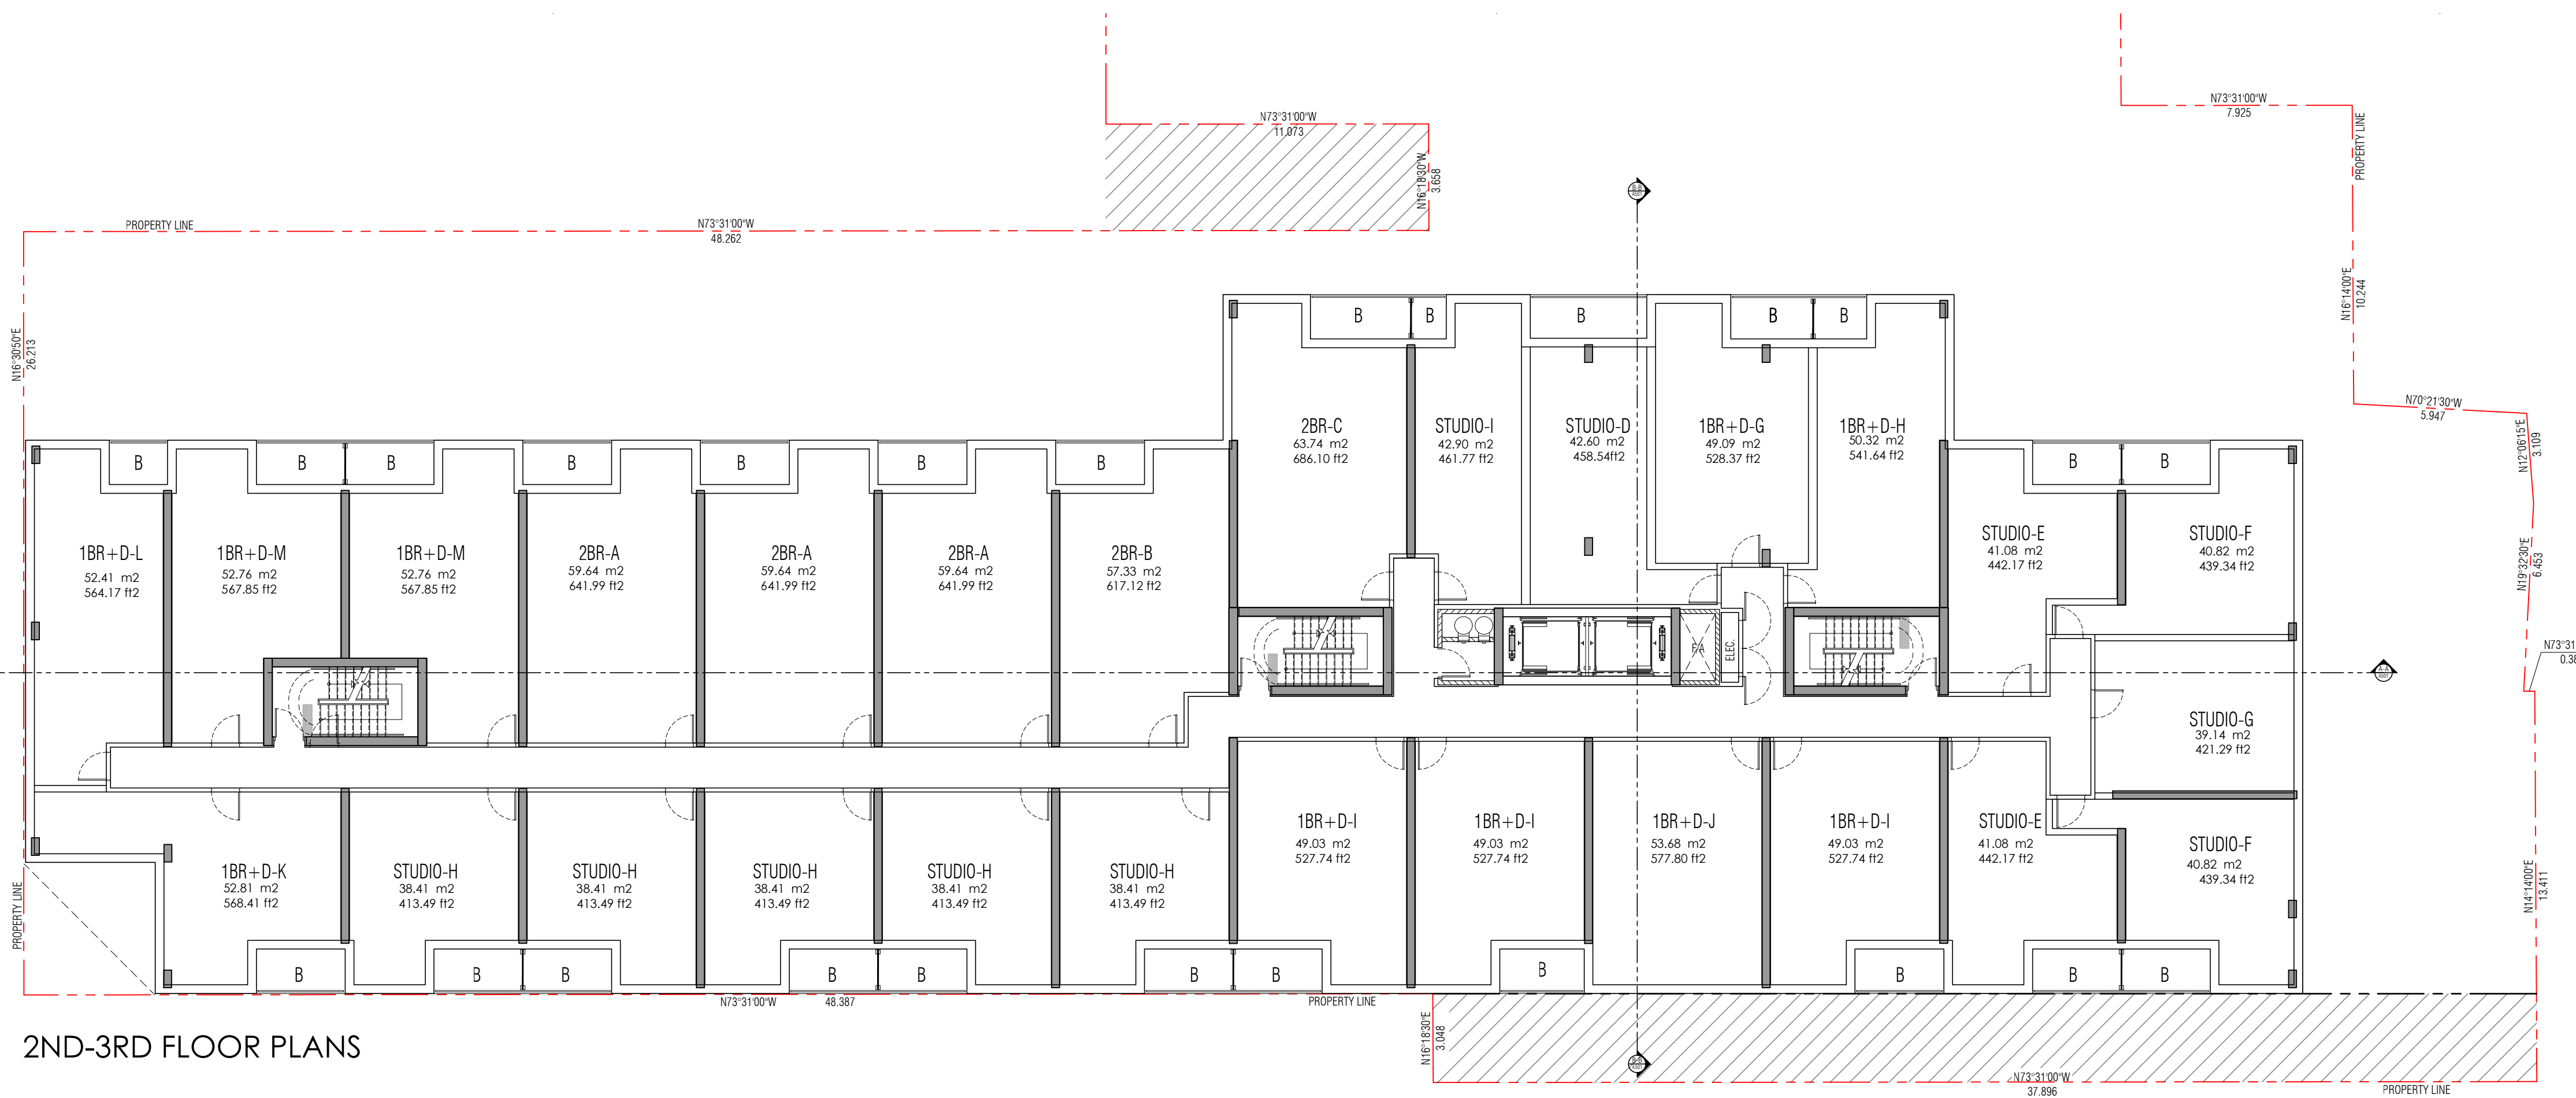 N73°31'00"W
11.073
N16°18'30"W
3.658
N73°31'00"W
7.925
PROPERTY LINE
N16°14'00"E
10.244
PROPERTY LINE
N73°31'00"W
48.262
N16°30'50"E
26.213
N70°21'30"W
5.947
N12°06'15"E
3.109
N19°32'30"E
6.453
N73°31
N14°14'00"E
13.411
B
B
B
B
B
B
B
B
B
B
B
B
B
B
2BR-C
63.74 m2
686.10 ft2
STUDIO-I
42.90 m2
461.77 ft2
STUDIO-D
42.60 m2
458.54ft2
1BR+D-G
49.09 m2
528.37 ft2
1BR+D-H
50.32 m2
541.64 ft2
1BR+D-L
52.41 m2
564.17 ft2
1BR+D-M
52.76 m2
567.85 ft2
1BR+D-M
52.76 m2
567.85 ft2
2BR-A
59.64 m2
641.99 ft2
2BR-A
59.64 m2
641.99 ft2
2BR-A
59.64 m2
641.99 ft2
2BR-B
57.33 m2
617.12 ft2
STUDIO-E
41.08 m2
442.17 ft2
STUDIO-F
40.82 m2
439.34 ft2
F/A
ELEC.
A-A
STUDIO-G
39.14 m2
421.29 ft2
1BR+D-K
52.81 m2
568.41 ft2
STUDIO-H
38.41 m2
413.49 ft2
STUDIO-H
38.41 m2
413.49 ft2
STUDIO-H
38.41 m2
413.49 ft2
STUDIO-H
38.41 m2
413.49 ft2
STUDIO-H
38.41 m2
413.49 ft2
1BR+D-I
49.03 m2
527.74 ft2
1BR+D-I
49.03 m2
527.74 ft2
1BR+D-J
53.68 m2
577.80 ft2
1BR+D-I
49.03 m2
527.74 ft2
STUDIO-E
41.08 m2
442.17 ft2
STUDIO-F
40.82 m2
439.34 ft2
B
B
B
B
B
B
B
B
B
B
B
PROPERTY LINE
N73°31'00"W
48.387
PROPERTY LINE
N16°18'30"E
3.048
N73°31'00"W
37.896
PROPERTY LINE
2ND-3RD FLOOR PLANS